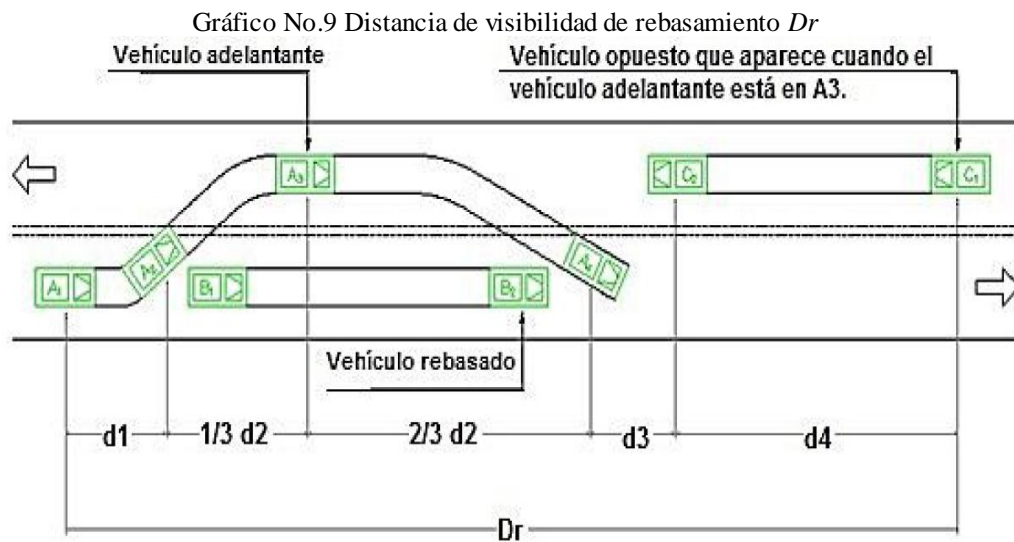 Gráfico No.9 Distancia de visibilidad de rebasamiento Dr
Vehículo adelantante
Vehículo opuesto que aparece cuando el
vehículo adelantante está en A3.
A3
C2
C1
A1
A2
B1
B2
Vehículo rebasado
d1
1/3 d2
2/3 d2
d3
d4
Dr